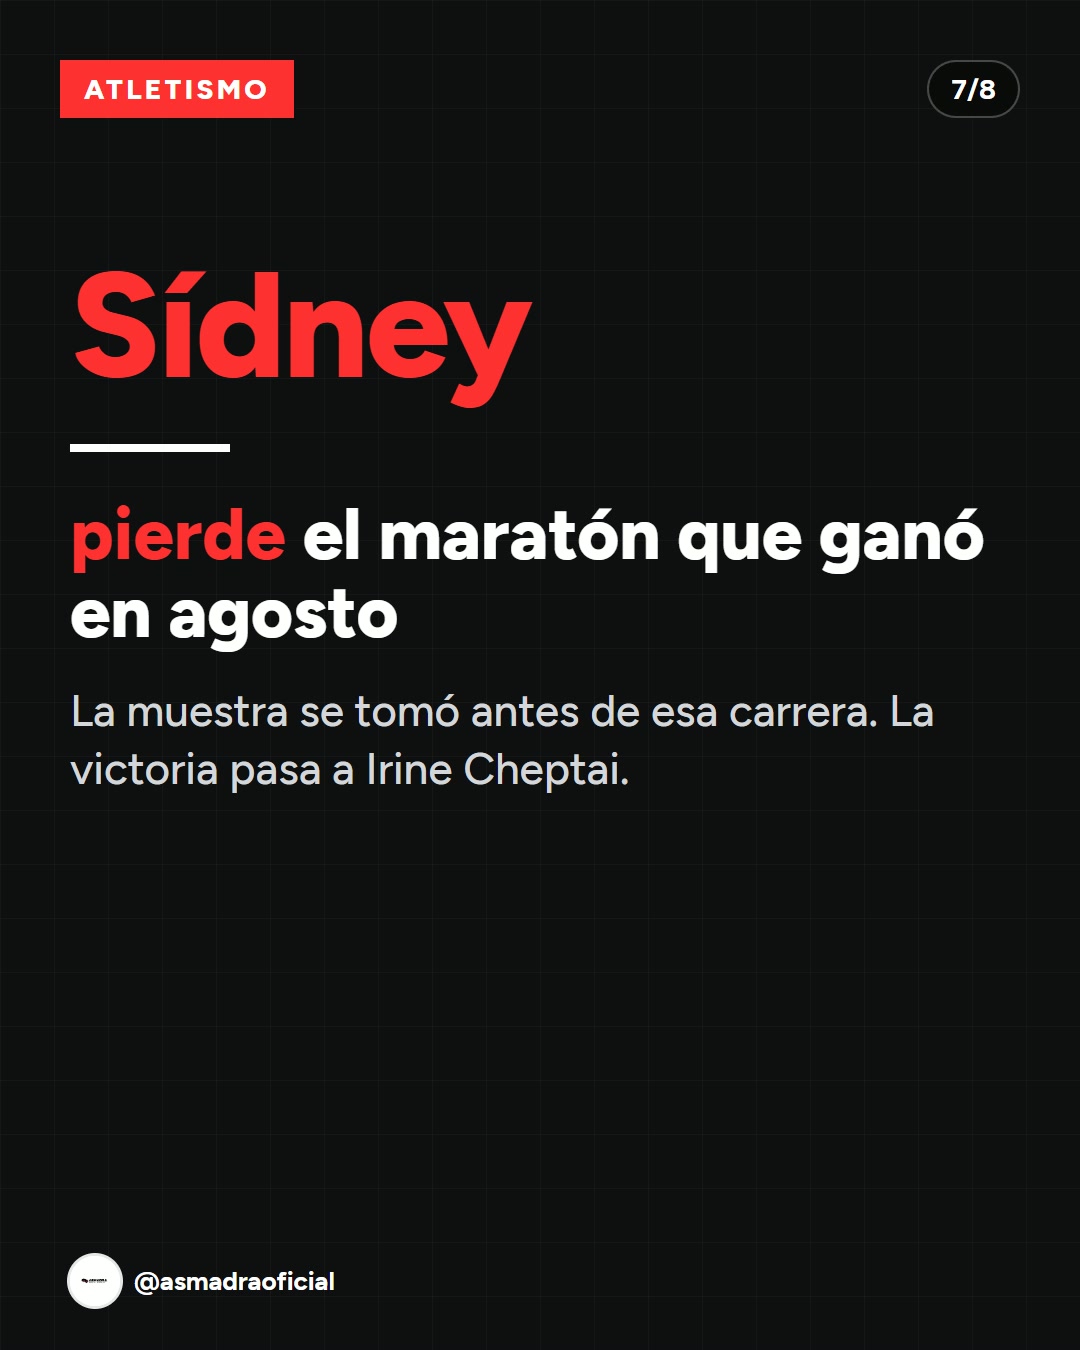 ATLETISMO
7/8
Sídney
pierde el maratón que ganó
en agosto
La muestra se tomó antes de esa carrera. La
victoria pasa a Irine Cheptai.
@asmadraoficial